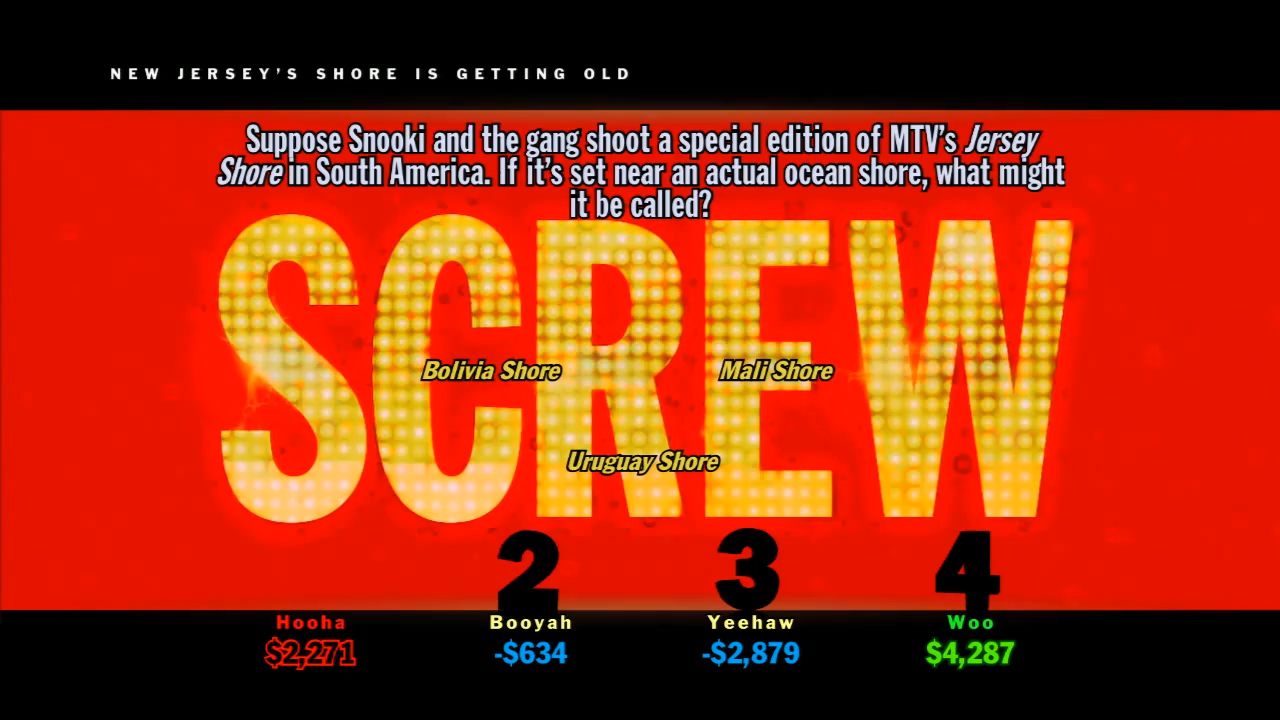 NEW JERSEY'S SHORE IS GETTING OLD
Suppose Snooki and the gang shoot a special edition of MTV's Jersey
Shore in South America. If it's set near an actual ocean shore, what might
it be called?
SCREW
Bolivia Shore
Mali Shore
Uruguay Shore
2 3 4
Hooha Booyah Yeehaw Woo
$2,271 -$634 -$2,879 $4,287